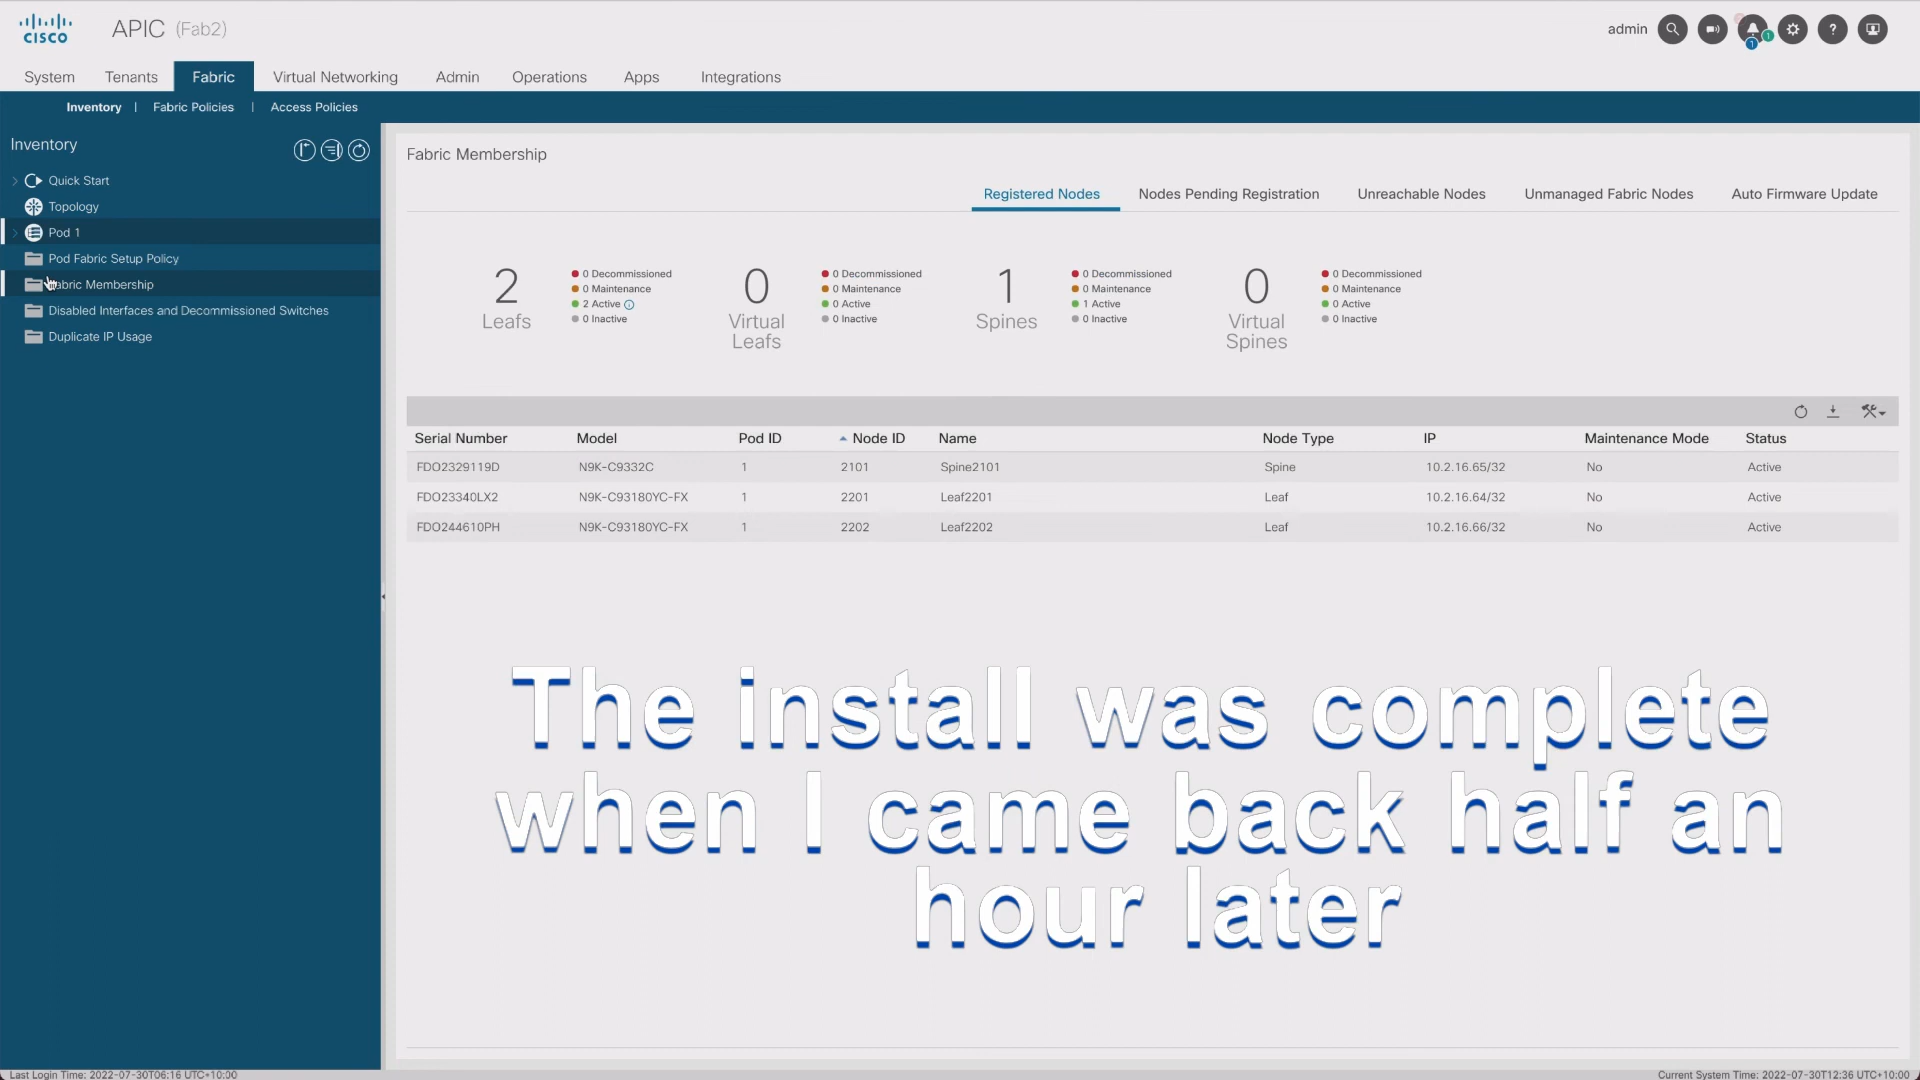 CISCO
APIC (Fab2)
admin
1
1
System Tenants Fabric Virtual Networking Admin Operations Apps Integrations
Inventory | Fabric Policies | Access Policies
Inventory
Quick Start
Topology
Pod 1
Pod Fabric Setup Policy
abric Membership
Disabled Interfaces and Decommissioned Switches
Duplicate IP Usage
Fabric Membership
Registered Nodes Nodes Pending Registration Unreachable Nodes Unmanaged Fabric Nodes Auto Firmware Update
2
Leafs
0 Decommissioned
0 Maintenance
2 Active
0 Inactive
0
Virtual
Leafs
0 Decommissioned
0 Maintenance
0 Active
0 Inactive
1
Spines
0 Decommissioned
0 Maintenance
1 Active
0 Inactive
0
Virtual
Spines
0 Decommissioned
0 Maintenance
0 Active
0 Inactive
Serial Number Model Pod ID Node ID Name Node Type IP Maintenance Mode Status
FDO2329119D N9K-C9332C 1 2101 Spine2101 Spine 10.2.16.65/32 No Active
FDO23340LX2 N9K-C93180YC-FX 1 2201 Leaf2201 Leaf 10.2.16.64/32 No Active
FDO244610PH N9K-C93180YC-FX 1 2202 Leaf2202 Leaf 10.2.16.66/32 No Active
The install was complete
when I came back half an
hour later
Last Login Time: 2022-07-30T06:16 UTC+10:00
Current System Time: 2022-07-30T12:36 UTC+10:00